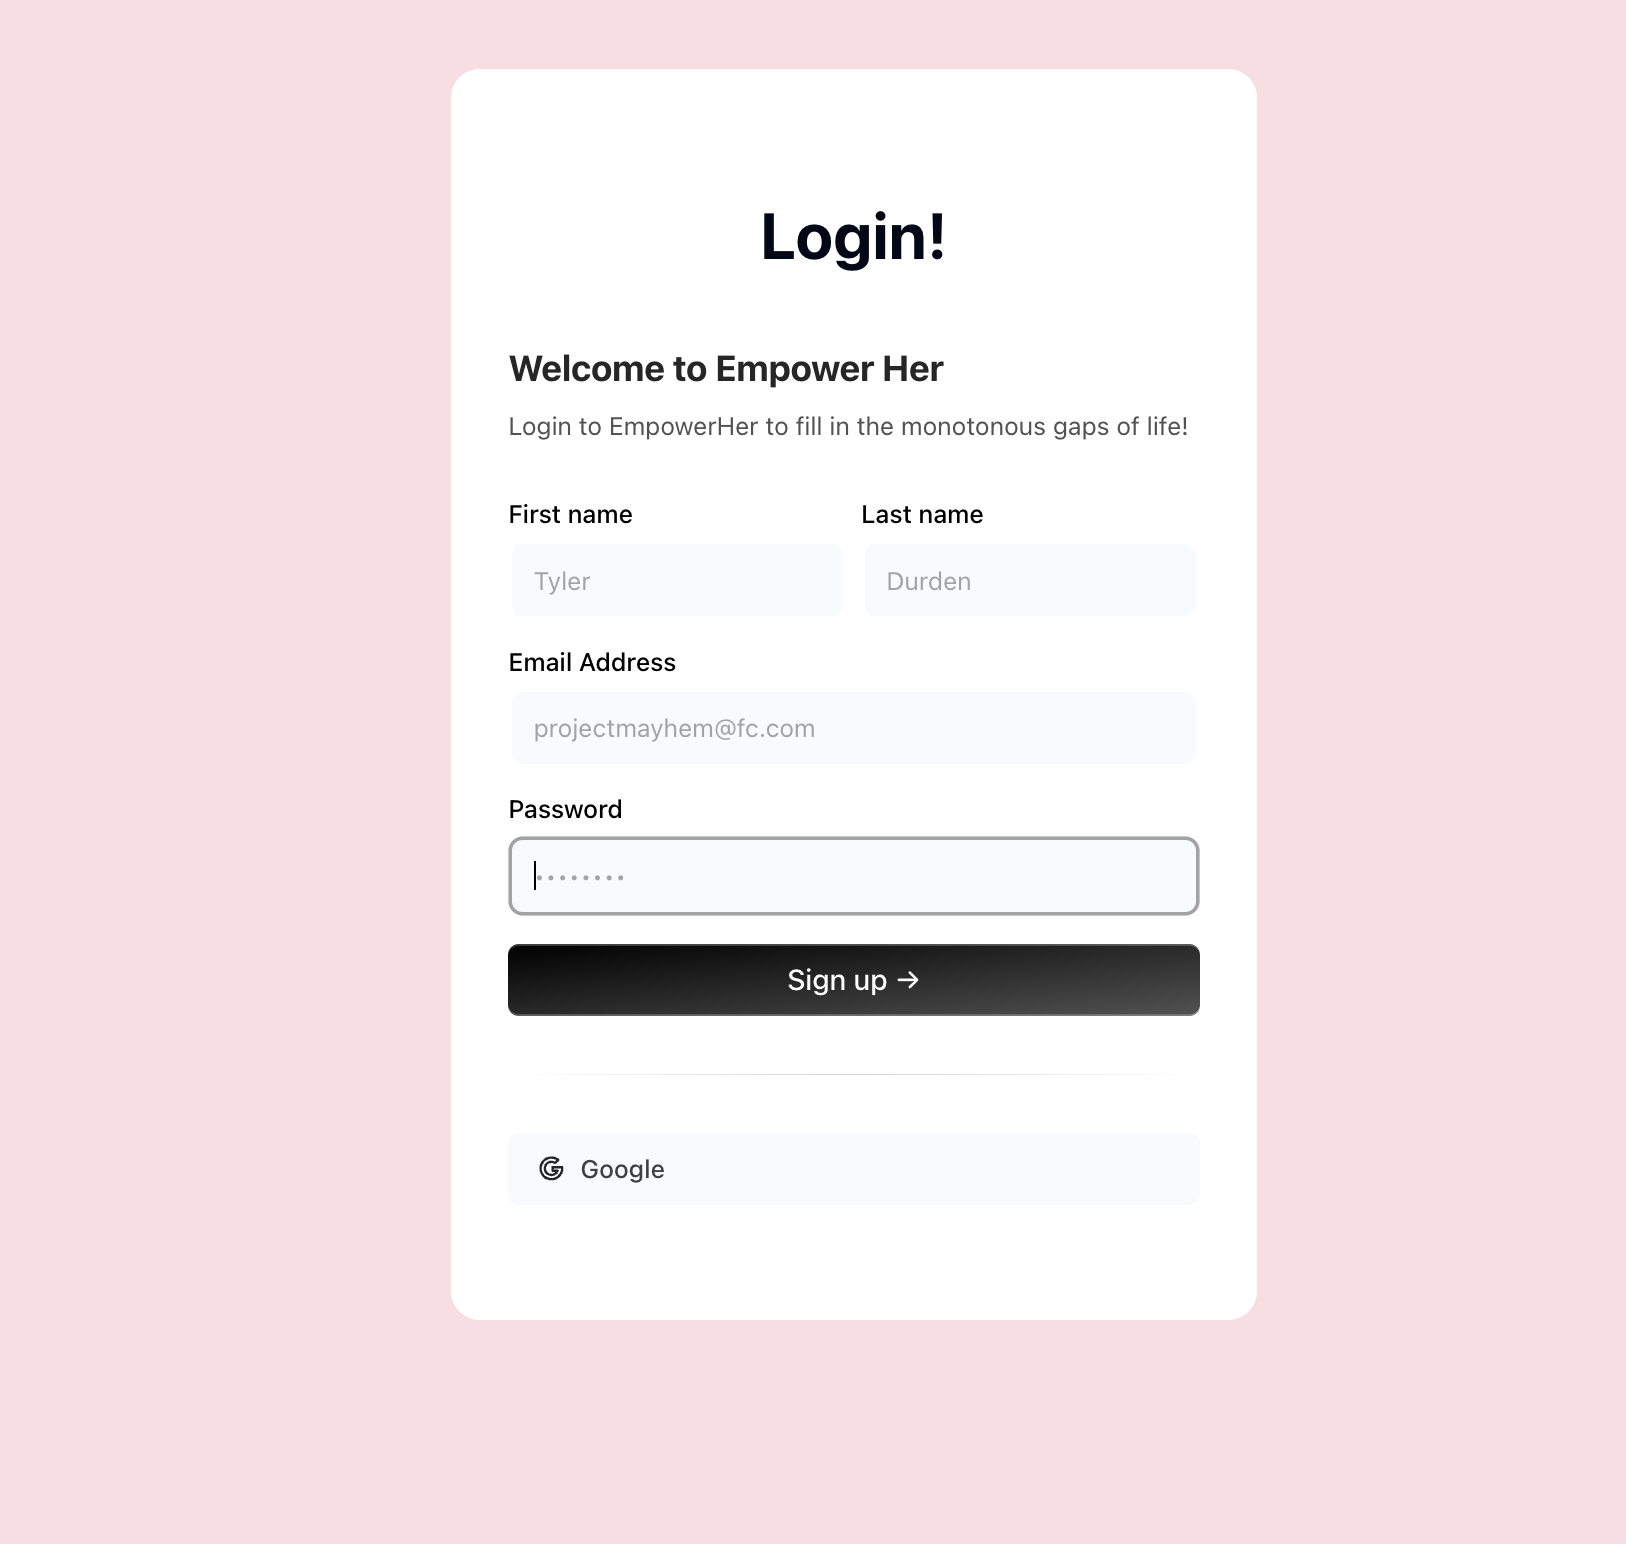 Login!
Welcome to Empower Her
Login to EmpowerHer to fill in the monotonous gaps of life!
First name Last name
Tyler Durden
Email Address
projectmayhem@fc.com
Password
••••••••
Sign up →
Google